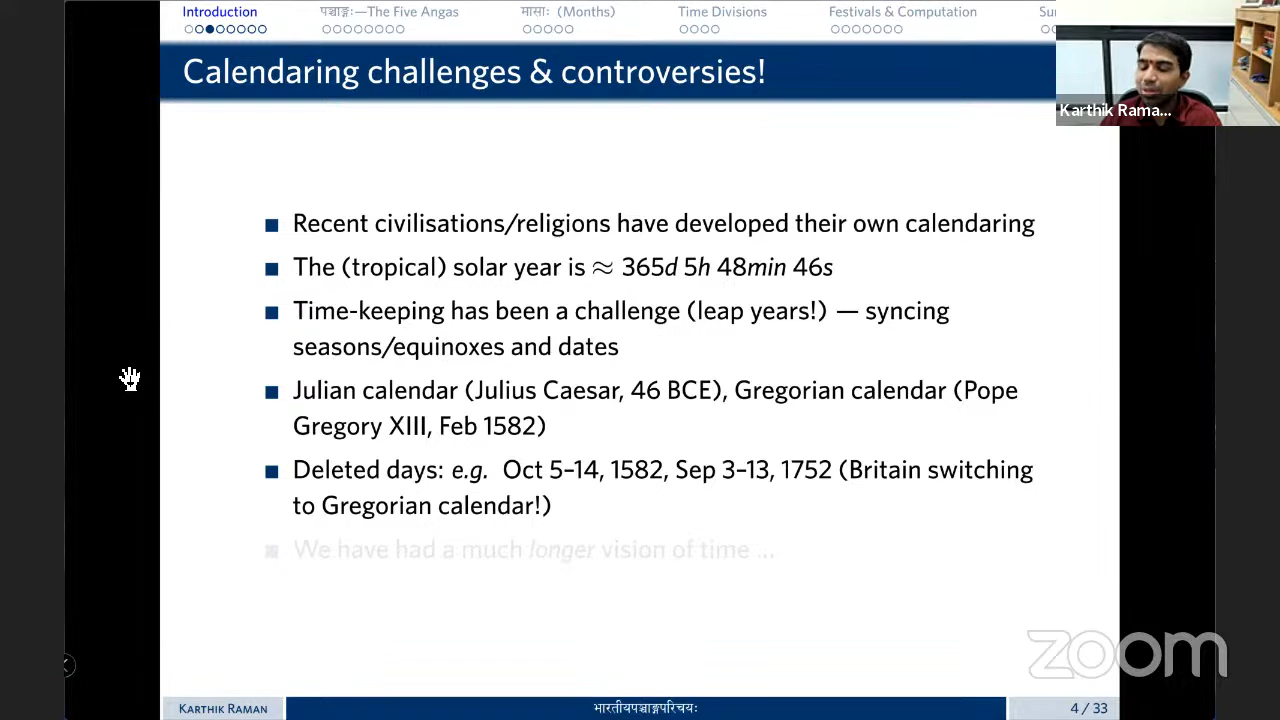 Introduction
पञ्चाङ्गः—The Five Angas
मासाः (Months)
Time Divisions
Festivals & Computation
Calendaring challenges & controversies!
Karthik Rama...
■ Recent civilisations/religions have developed their own calendaring
■ The (tropical) solar year is ≈ 365d 5h 48min 46s
■ Time-keeping has been a challenge (leap years!) — syncing
seasons/equinoxes and dates
■ Julian calendar (Julius Caesar, 46 BCE), Gregorian calendar (Pope
Gregory XIII, Feb 1582)
■ Deleted days: e.g. Oct 5–14, 1582, Sep 3–13, 1752 (Britain switching
to Gregorian calendar!)
■ We have had a much longer vision of time ...
zoom
KARTHIK RAMAN
भारतीयपञ्चाङ्गपरिचयः
4 / 33